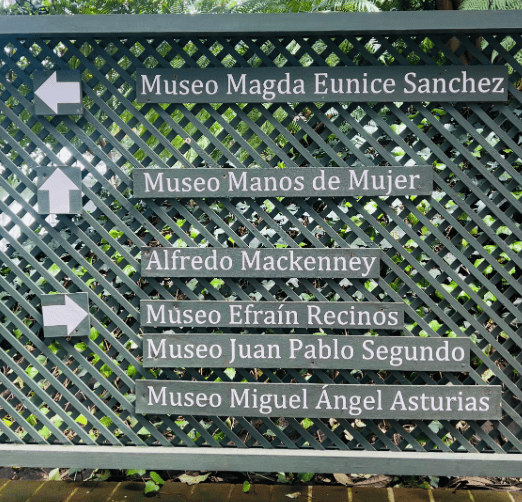 Museo Magda Eunice Sanchez
Museo Manos de Mujer
Alfredo Mackenney
Museo Efraín Recinos
Museo Juan Pablo Segundo
Museo Miguel Ángel Asturias